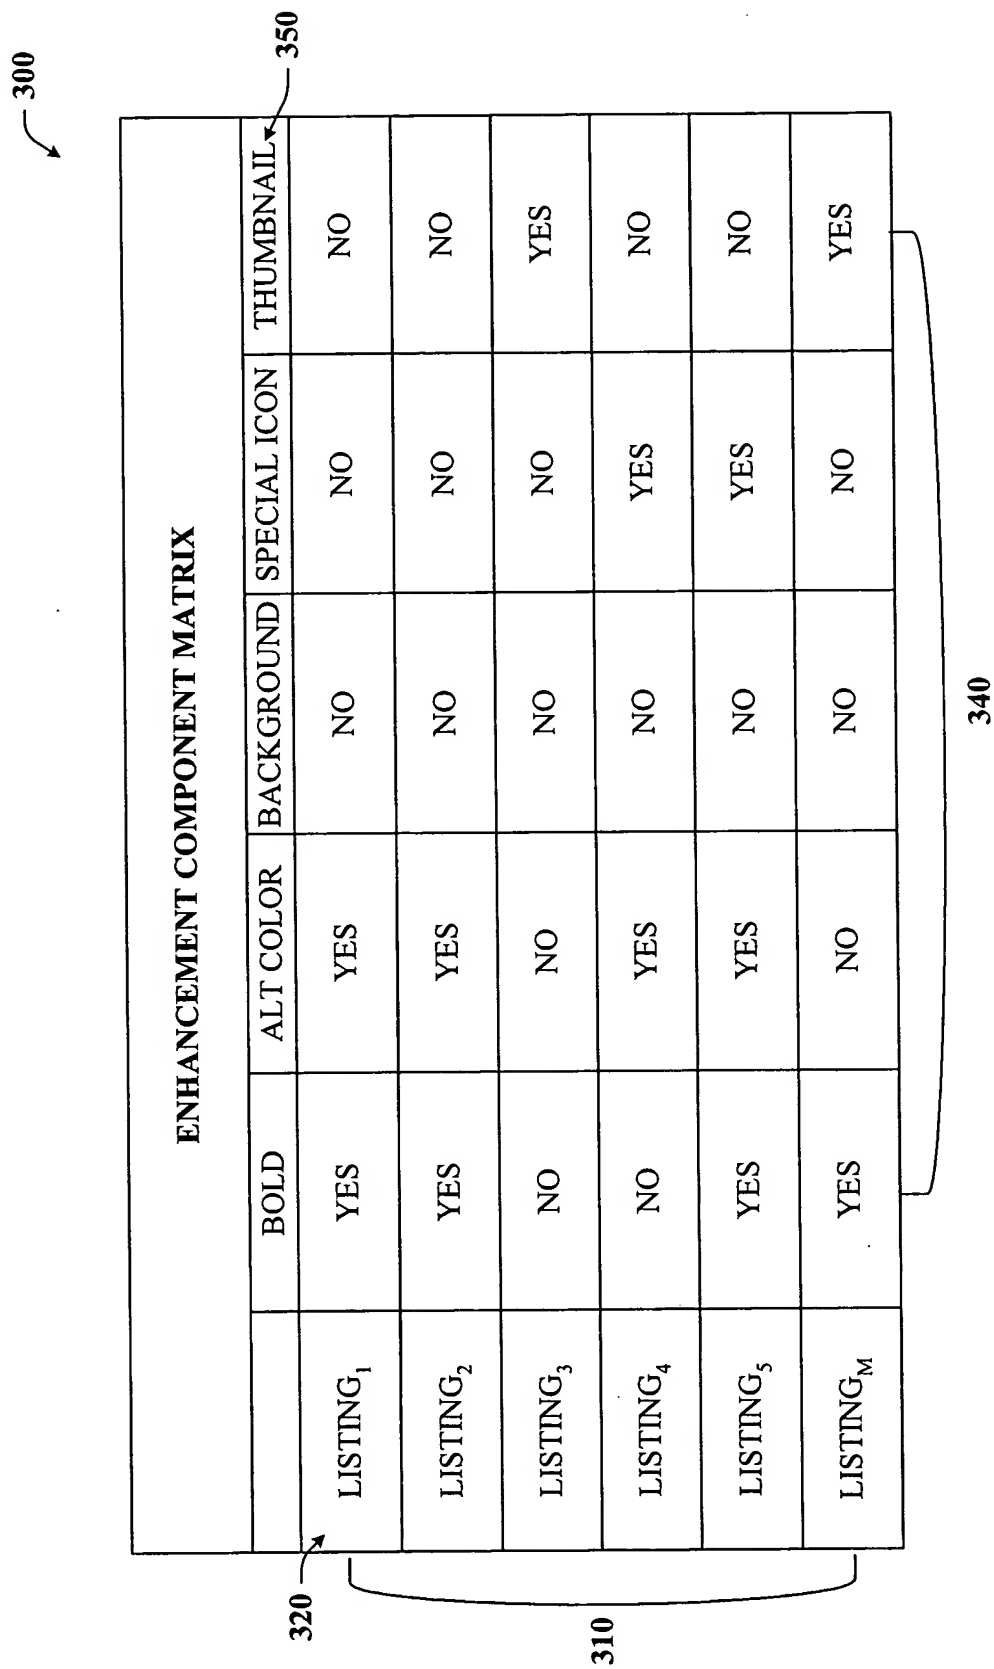 300
ENHANCEMENT COMPONENT MATRIX
350
BOLD ALT COLOR BACKGROUND SPECIAL ICON THUMBNAIL
320
LISTING1 YES YES NO NO NO
LISTING2 YES YES NO NO NO
LISTING3 NO NO NO NO YES
LISTING4 NO YES NO YES NO
LISTING5 YES YES NO YES NO
LISTINGM YES NO NO NO YES
310
340